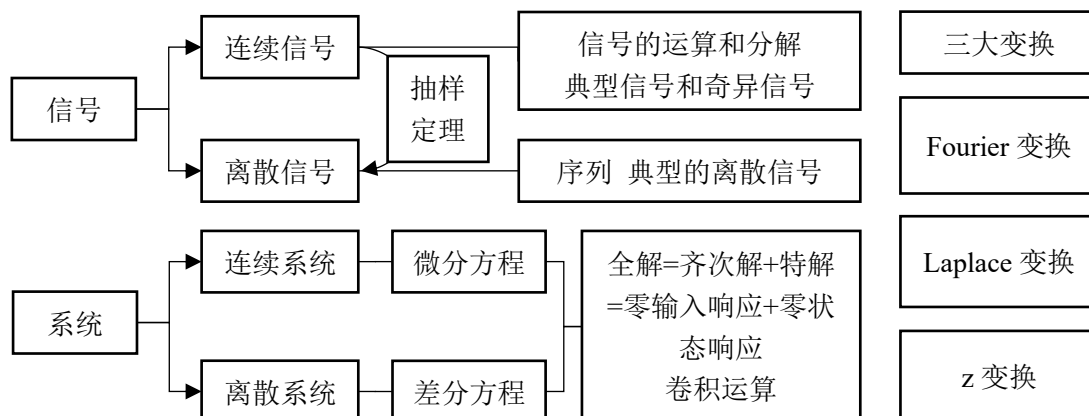 信号
连续信号
离散信号
抽样
定理
信号的运算和分解
典型信号和奇异信号
序列 典型的离散信号
系统
连续系统
离散系统
微分方程
差分方程
全解=齐次解+特解
=零输入响应+零状
态响应
卷积运算
三大变换
Fourier 变换
Laplace 变换
z 变换